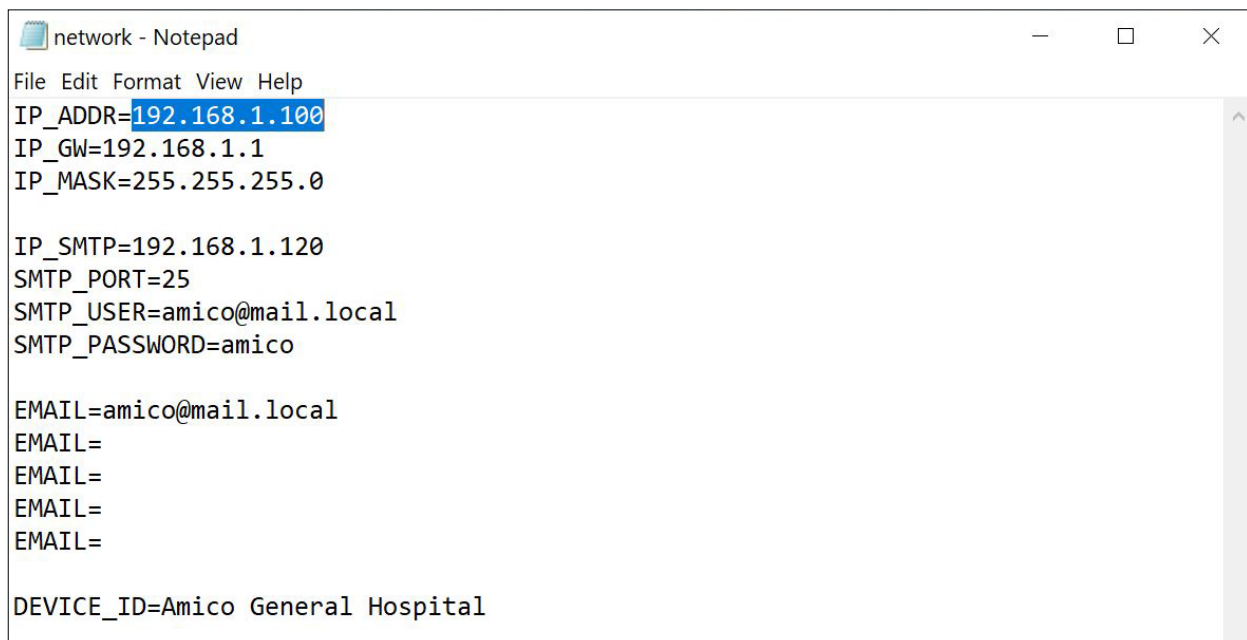 network - Notepad
File Edit Format View Help
IP_ADDR=192.168.1.100
IP_GW=192.168.1.1
IP_MASK=255.255.255.0
IP_SMTP=192.168.1.120
SMTP_PORT=25
SMTP_USER=amico@mail.local
SMTP_PASSWORD=amico
EMAIL=amico@mail.local
EMAIL=
EMAIL=
EMAIL=
EMAIL=
DEVICE_ID=Amico General Hospital